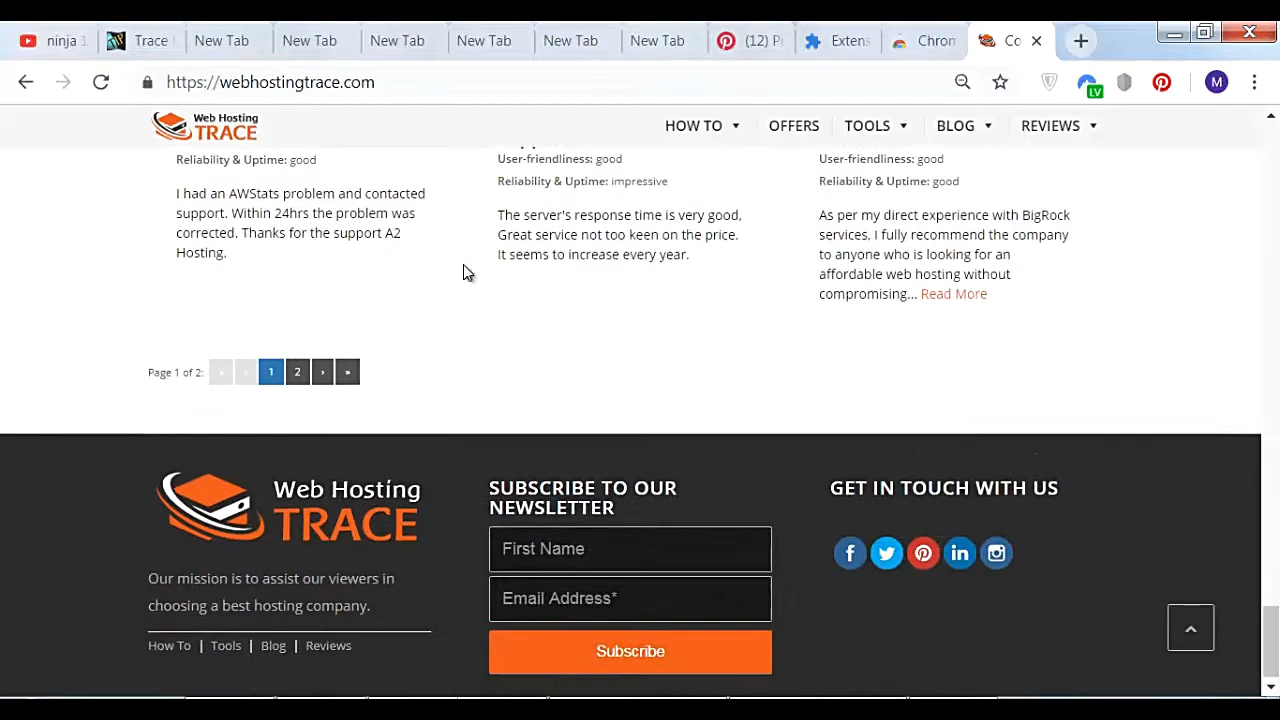 ninja 1
Trace
New Tab
New Tab
New Tab
New Tab
New Tab
New Tab
(12) P
Extens
Chron
Co
https://webhostingtrace.com
LV
M
Web Hosting
TRACE
HOW TO
OFFERS
TOOLS
BLOG
REVIEWS
Reliability & Uptime: good
I had an AWStats problem and contacted
support. Within 24hrs the problem was
corrected. Thanks for the support A2
Hosting.
User-friendliness: good
Reliability & Uptime: impressive
The server's response time is very good,
Great service not too keen on the price.
It seems to increase every year.
User-friendliness: good
Reliability & Uptime: good
As per my direct experience with BigRock
services, I fully recommend the company
to anyone who is looking for an
affordable web hosting without
compromising... Read More
Page 1 of 2: « ‹ 1 2 › »
Web Hosting
TRACE
Our mission is to assist our viewers in
choosing a best hosting company.
How To | Tools | Blog | Reviews
SUBSCRIBE TO OUR
NEWSLETTER
First Name
Email Address*
Subscribe
GET IN TOUCH WITH US